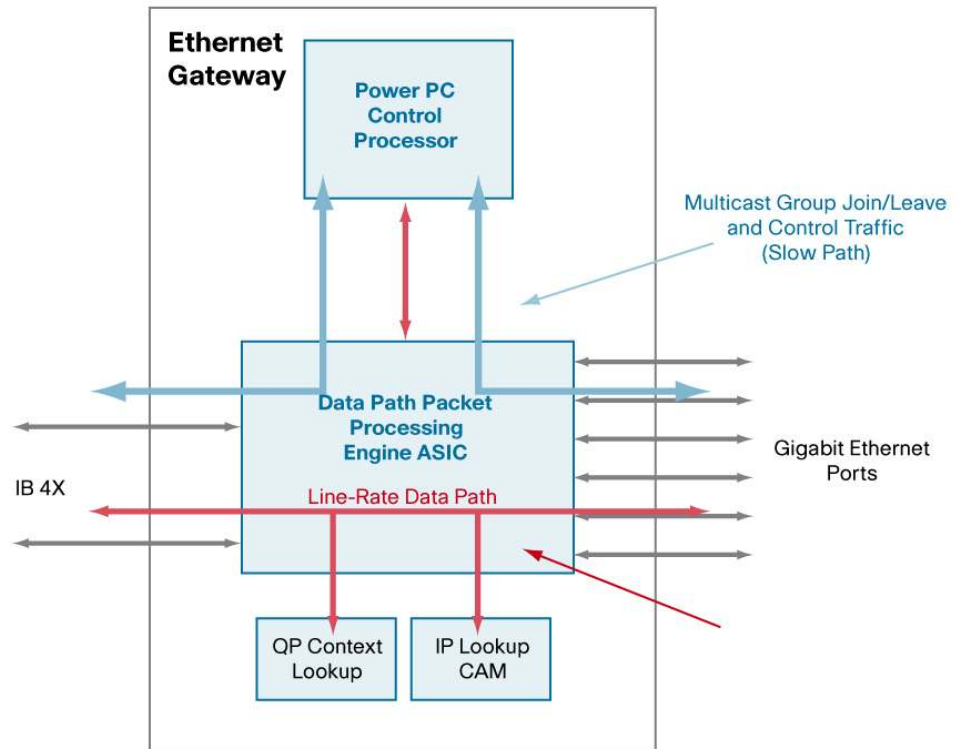 Ethernet
Gateway
Power PC
Control
Processor
Multicast Group Join/Leave
and Control Traffic
(Slow Path)
Data Path Packet
Processing
Engine ASIC
Gigabit Ethernet
Ports
IB 4X
Line-Rate Data Path
QP Context
Lookup
IP Lookup
CAM